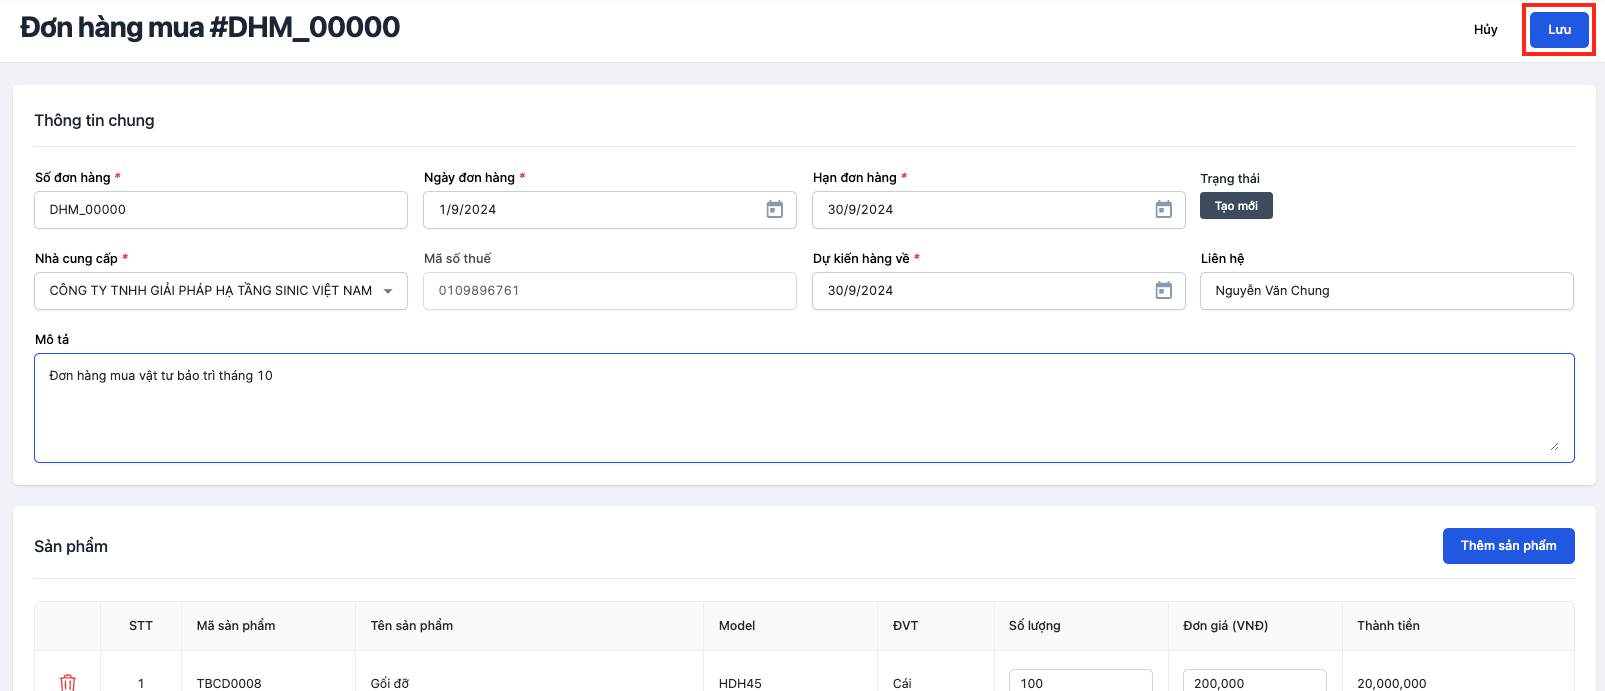 Đơn hàng mua #DHM_00000
Hủy
Lưu
Thông tin chung
Số đơn hàng *
Ngày đơn hàng *
Hạn đơn hàng *
Trạng thái
DHM_00000
1/9/2024
30/9/2024
Tạo mới
Nhà cung cấp *
Mã số thuế
Dự kiến hàng về *
Liên hệ
CÔNG TY TNHH GIẢI PHÁP HẠ TẦNG SINIC VIỆT NAM
0109896761
30/9/2024
Nguyễn Văn Chung
Mô tả
Đơn hàng mua vật tư bảo trì tháng 10
Sản phẩm
Thêm sản phẩm
STT
Mã sản phẩm
Tên sản phẩm
Model
ĐVT
Số lượng
Đơn giá (VNĐ)
Thành tiền
1
TBCD0008
Gối đỡ
HDH45
Cái
100
200,000
20,000,000